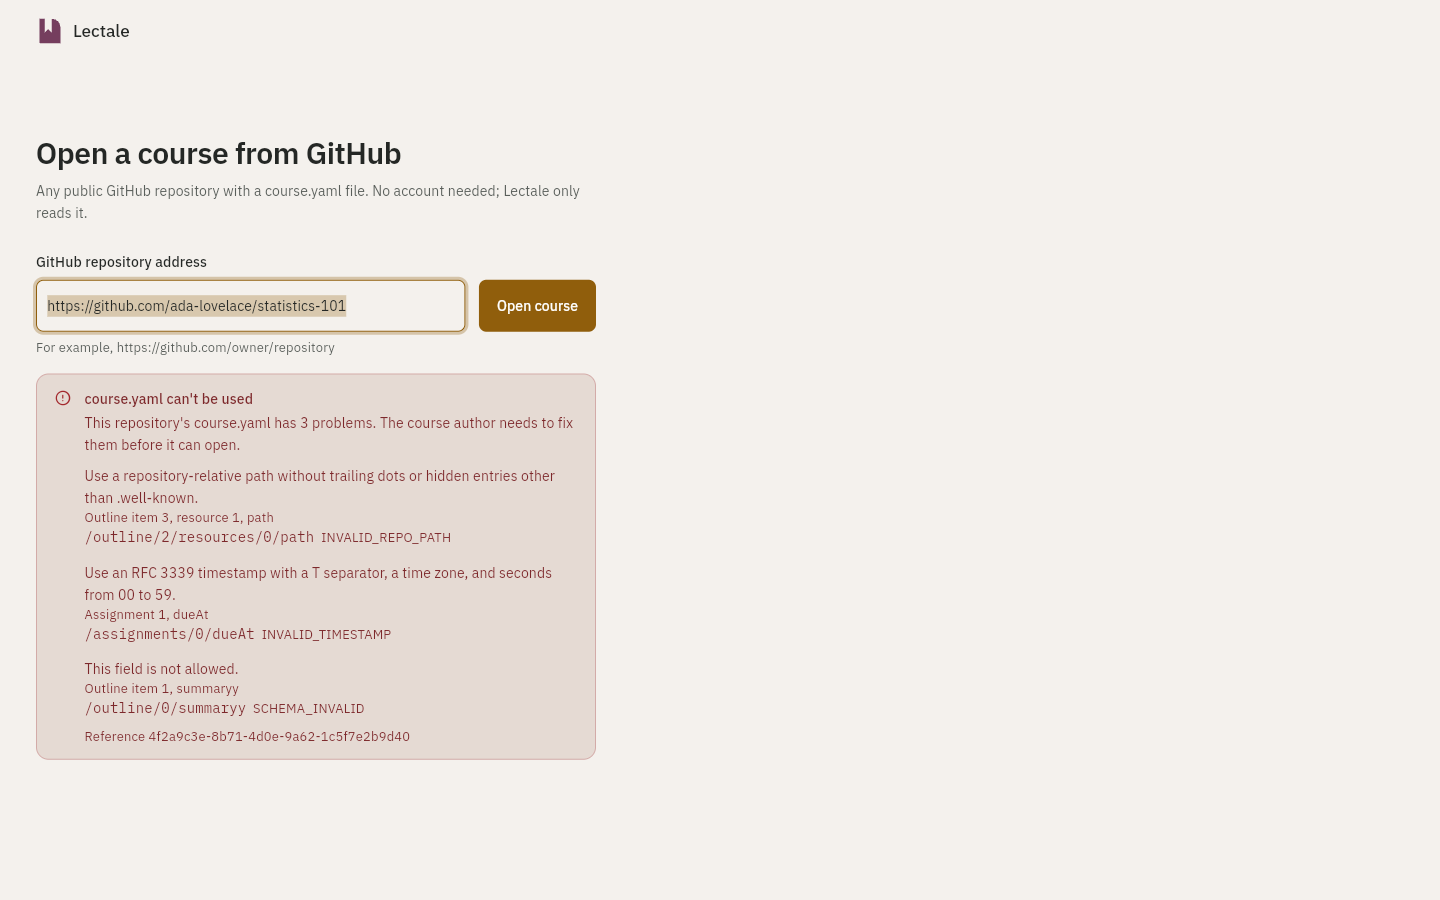 Lectale
Open a course from GitHub
Any public GitHub repository with a course.yaml file. No account needed; Lectale only
reads it.
GitHub repository address
https://github.com/ada-lovelace/statistics-101
Open course
For example, https://github.com/owner/repository
course.yaml can't be used
This repository's course.yaml has 3 problems. The course author needs to fix
them before it can open.
Use a repository-relative path without trailing dots or hidden entries other
than .well-known.
Outline item 3, resource 1, path
/outline/2/resources/0/path INVALID_REPO_PATH
Use an RFC 3339 timestamp with a T separator, a time zone, and seconds
from 00 to 59.
Assignment 1, dueAt
/assignments/0/dueAt INVALID_TIMESTAMP
This field is not allowed.
Outline item 1, summaryy
/outline/0/summaryy SCHEMA_INVALID
Reference 4f2a9c3e-8b71-4d0e-9a62-1c5f7e2b9d40